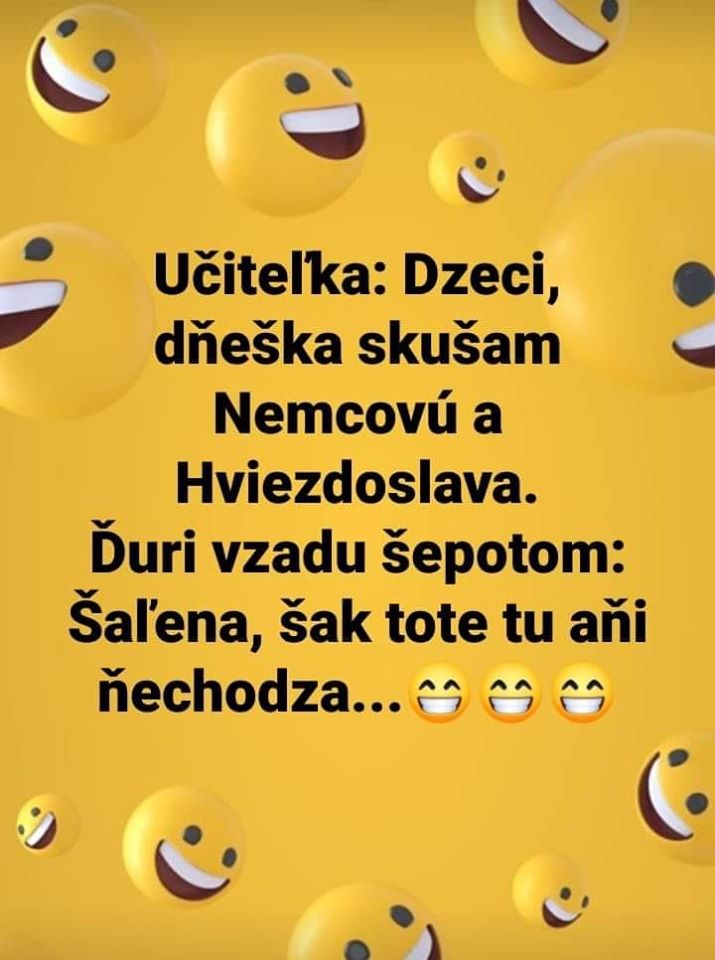 Učiteľka: Dzeci,
dňeška skušam
Nemcovú a
Hviezdoslava.
Ďuri vzadu šepotom:
Šaľena, šak tote tu aňi
ňechodza...😁😁😁